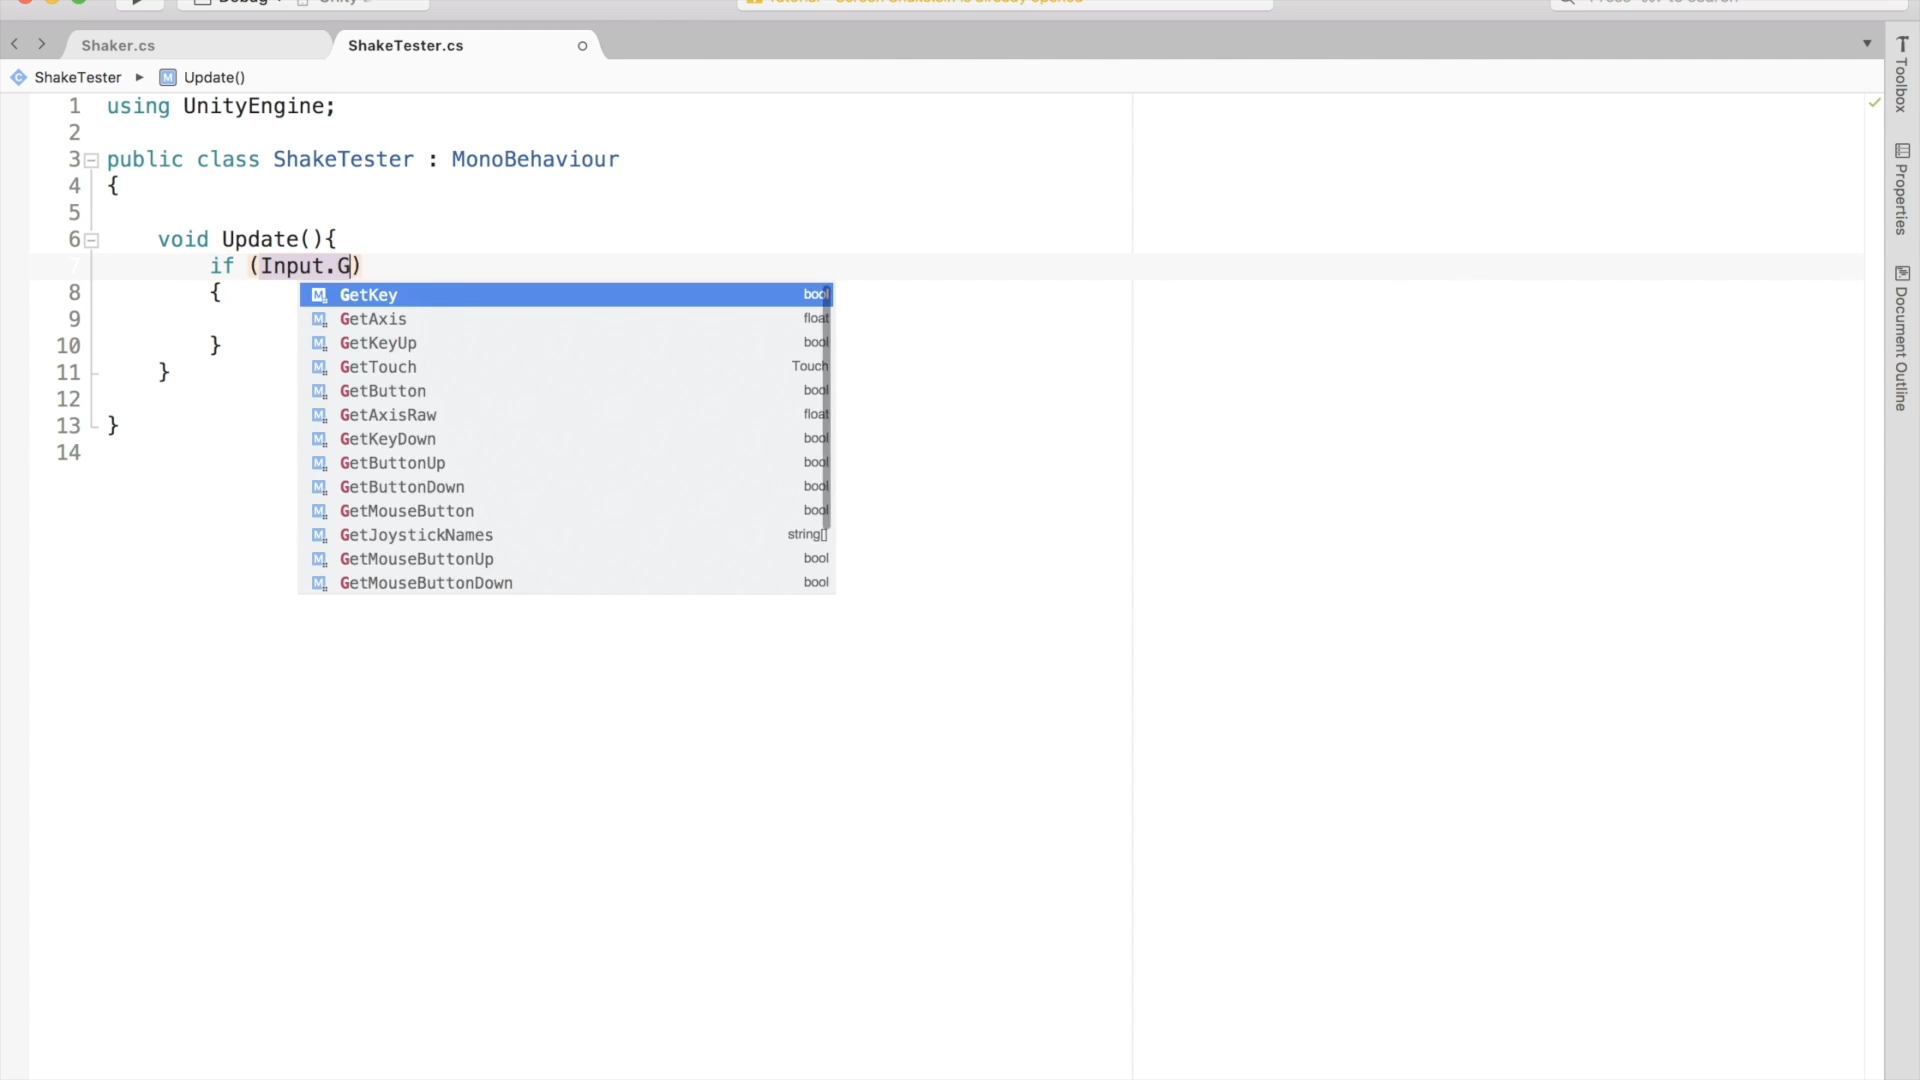 Shaker.cs
ShakeTester.cs
Toolbox
Properties
Document Outline
ShakeTester ▸ M Update()
1 using UnityEngine;
2
3 public class ShakeTester : MonoBehaviour
4 {
5
6 void Update(){
7 if (Input.G)
8 {
9
10 }
11 }
12
13 }
14
M GetKey bool
M GetAxis float
M GetKeyUp bool
M GetTouch Touch
M GetButton bool
M GetAxisRaw float
M GetKeyDown bool
M GetButtonUp bool
M GetButtonDown bool
M GetMouseButton bool
M GetJoystickNames string[]
M GetMouseButtonUp bool
M GetMouseButtonDown bool